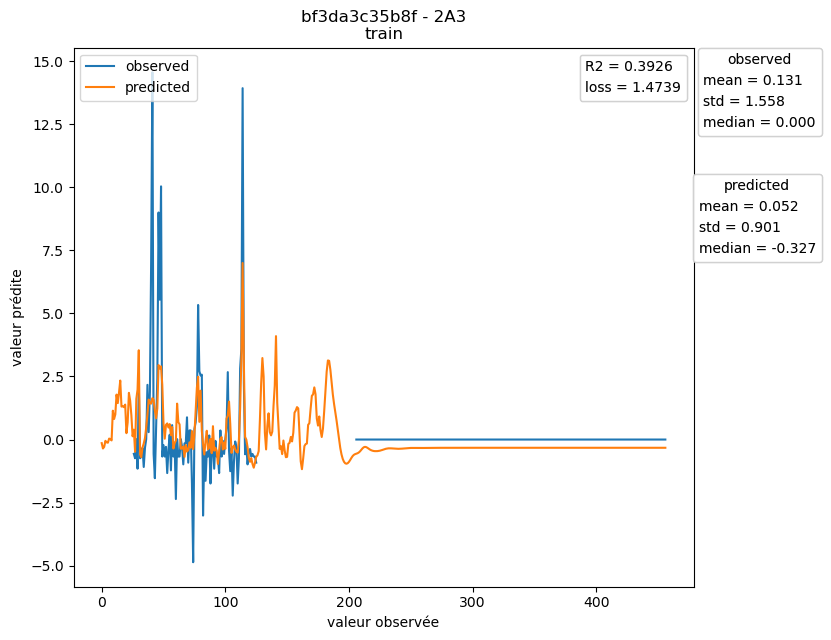 bf3da3c35b8f - 2A3
train
observed
predicted
R2 = 0.3926
loss = 1.4739
observed
mean = 0.131
std = 1.558
median = 0.000
predicted
mean = 0.052
std = 0.901
median = -0.327
15.0
12.5
10.0
7.5
5.0
2.5
0.0
−2.5
−5.0
valeur prédite
0
100
200
300
400
valeur observée